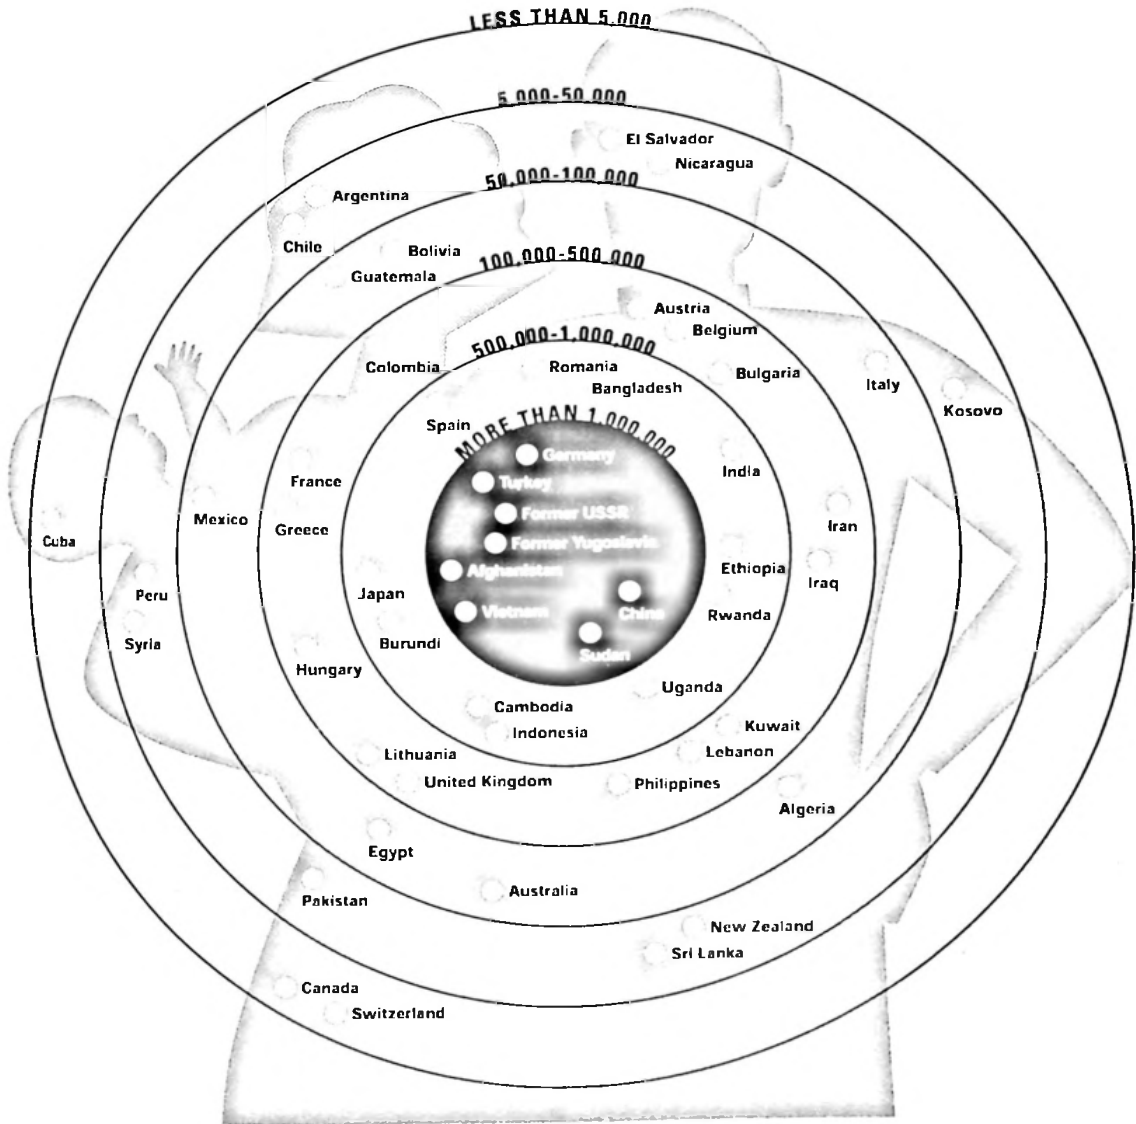 LESS THAN 5,000
5,000-50,000
El Salvador
Nicaragua
50,000-100,000
Argentina
Chile
Bolivia
Guatemala
100,000-500,000
Austria
Belgium
500,000-1,000,000
Colombia
Romania
Bangladesh
Bulgaria
Italy
Kosovo
Spain
MORE THAN 1,000,000
Germany
India
France
Turkey
Mexico
Greece
Former USSR
Iran
Cuba
Former Yugoslavia
Afghanistan
Ethiopia
Iraq
Peru
Japan
Vietnam
China
Rwanda
Syria
Burundi
Sudan
Hungary
Uganda
Cambodia
Indonesia
Kuwait
Lebanon
Lithuania
United Kingdom
Philippines
Algeria
Egypt
Australia
Pakistan
New Zealand
Sri Lanka
Canada
Switzerland